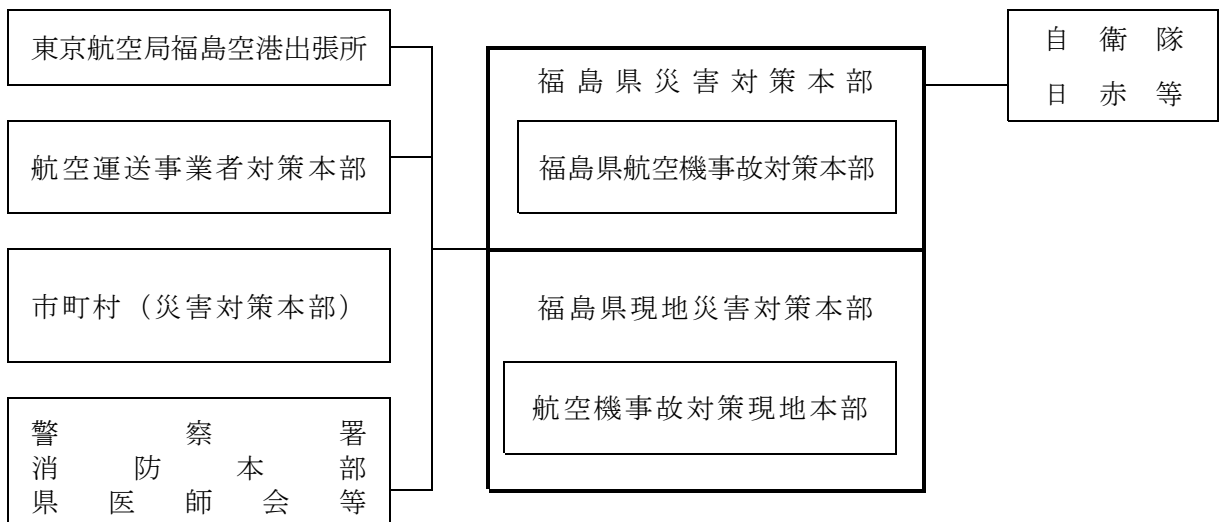 東京航空局福島空港出張所
航空運送事業者対策本部
市町村（災害対策本部）
警察署
消防本部
県医師会等
福島県災害対策本部
福島県航空機事故対策本部
福島県現地災害対策本部
航空機事故対策現地本部
自衛隊
日赤等